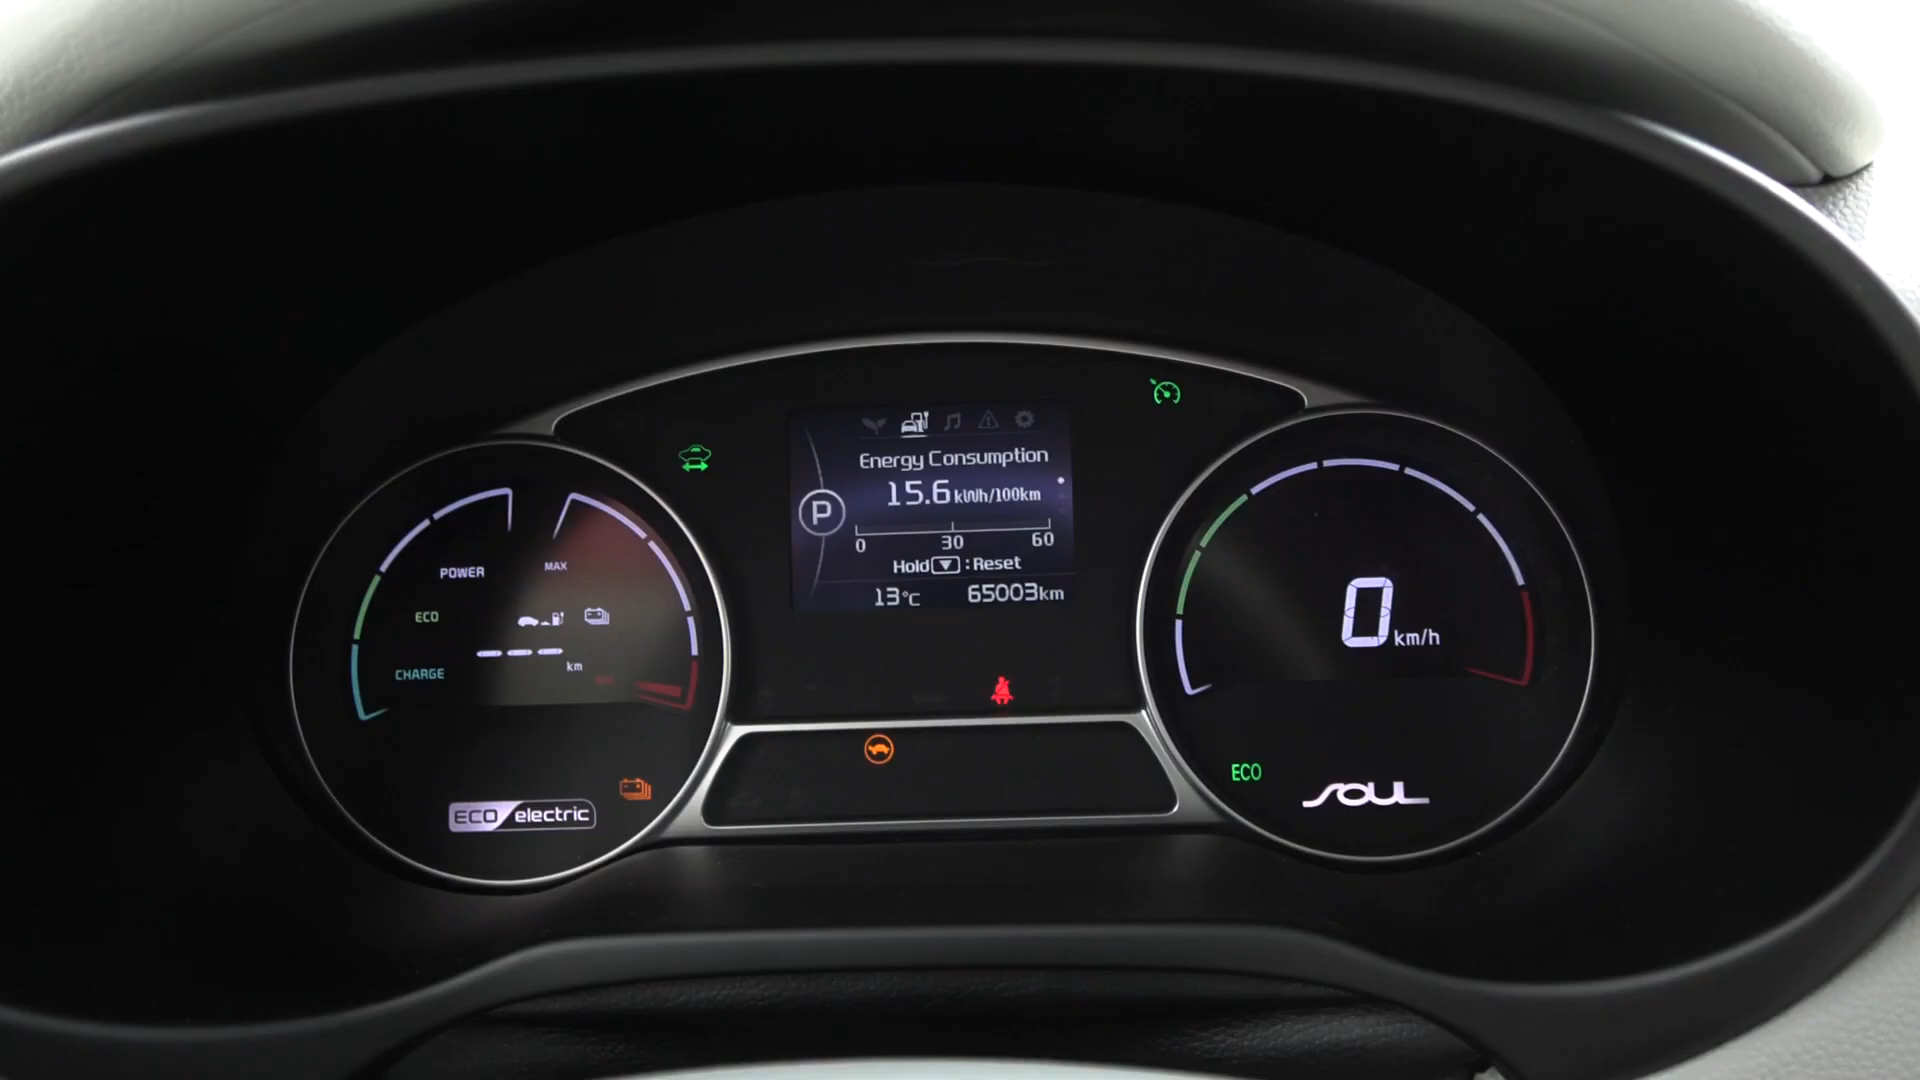 Energy Consumption
15.6 kWh/100km
P
0 30 60
Hold ▼ : Reset
13°C 65003km
POWER MAX
ECO
--- km
CHARGE
ECO electric
0 km/h
ECO
SOUL